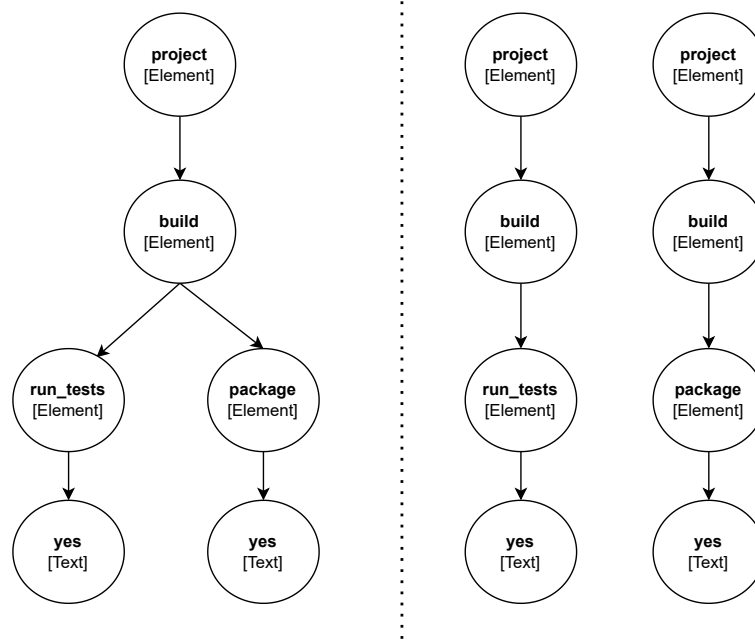 project
[Element]
build
[Element]
run_tests
[Element]
package
[Element]
yes
[Text]
yes
[Text]
project
[Element]
build
[Element]
run_tests
[Element]
yes
[Text]
project
[Element]
build
[Element]
package
[Element]
yes
[Text]